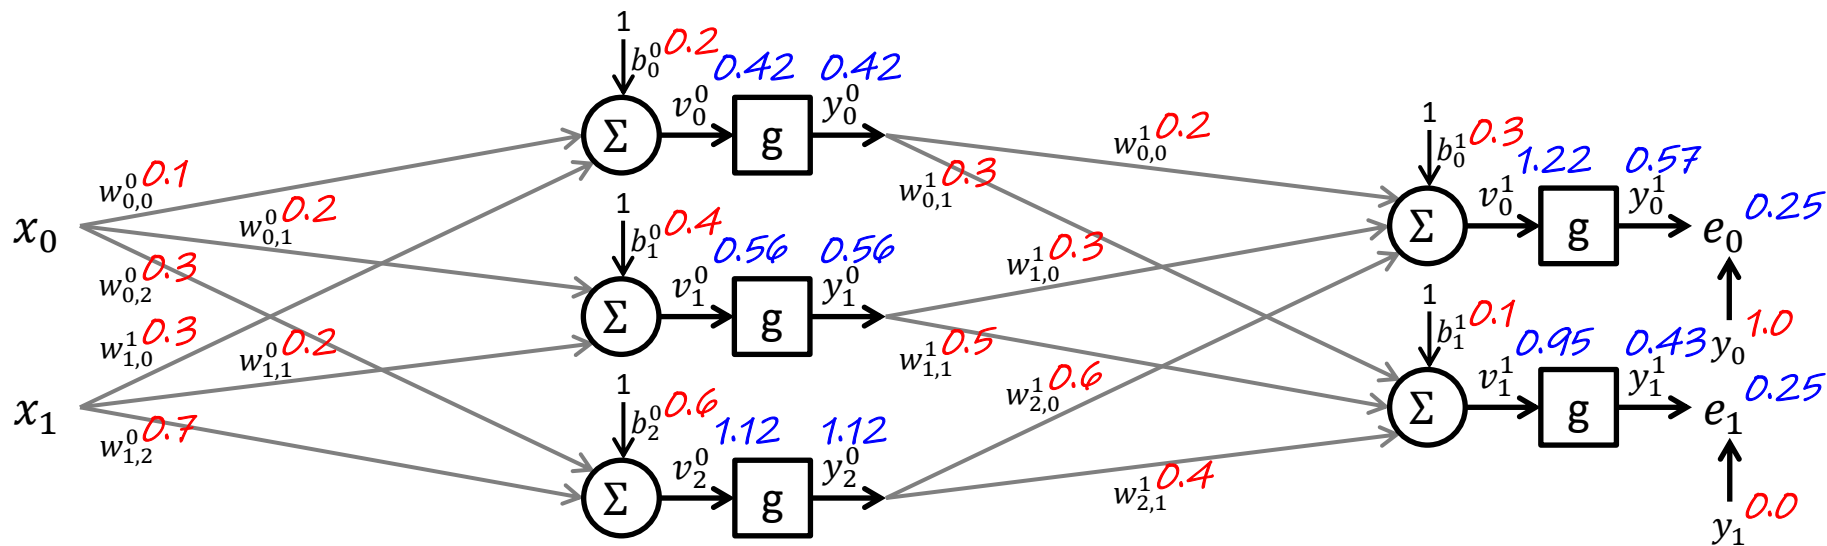 1
b₀⁰ 0.2
0.42 0.42
v₀⁰ y₀⁰
Σ g
w⁰₀,₀ 0.1
w⁰₀,₁ 0.2
x₀
w⁰₀,₂ 0.3
1
b₁⁰ 0.4
0.56 0.56
v₁⁰ y₁⁰
Σ g
w¹₁,₀ 0.3
w⁰₁,₁ 0.2
x₁
w⁰₁,₂ 0.7
1
b₂⁰ 0.6
1.12 1.12
v₂⁰ y₂⁰
Σ g
w¹₀,₀ 0.2
w¹₀,₁ 0.3
w¹₁,₀ 0.3
w¹₁,₁ 0.5
w¹₂,₀ 0.6
w¹₂,₁ 0.4
1
b₀¹ 0.3
1.22 0.57
v₀¹ y₀¹
Σ g
e₀ 0.25
y₀ 1.0
1
b₁¹ 0.1
0.95 0.43
v₁¹ y₁¹
Σ g
e₁ 0.25
y₁ 0.0